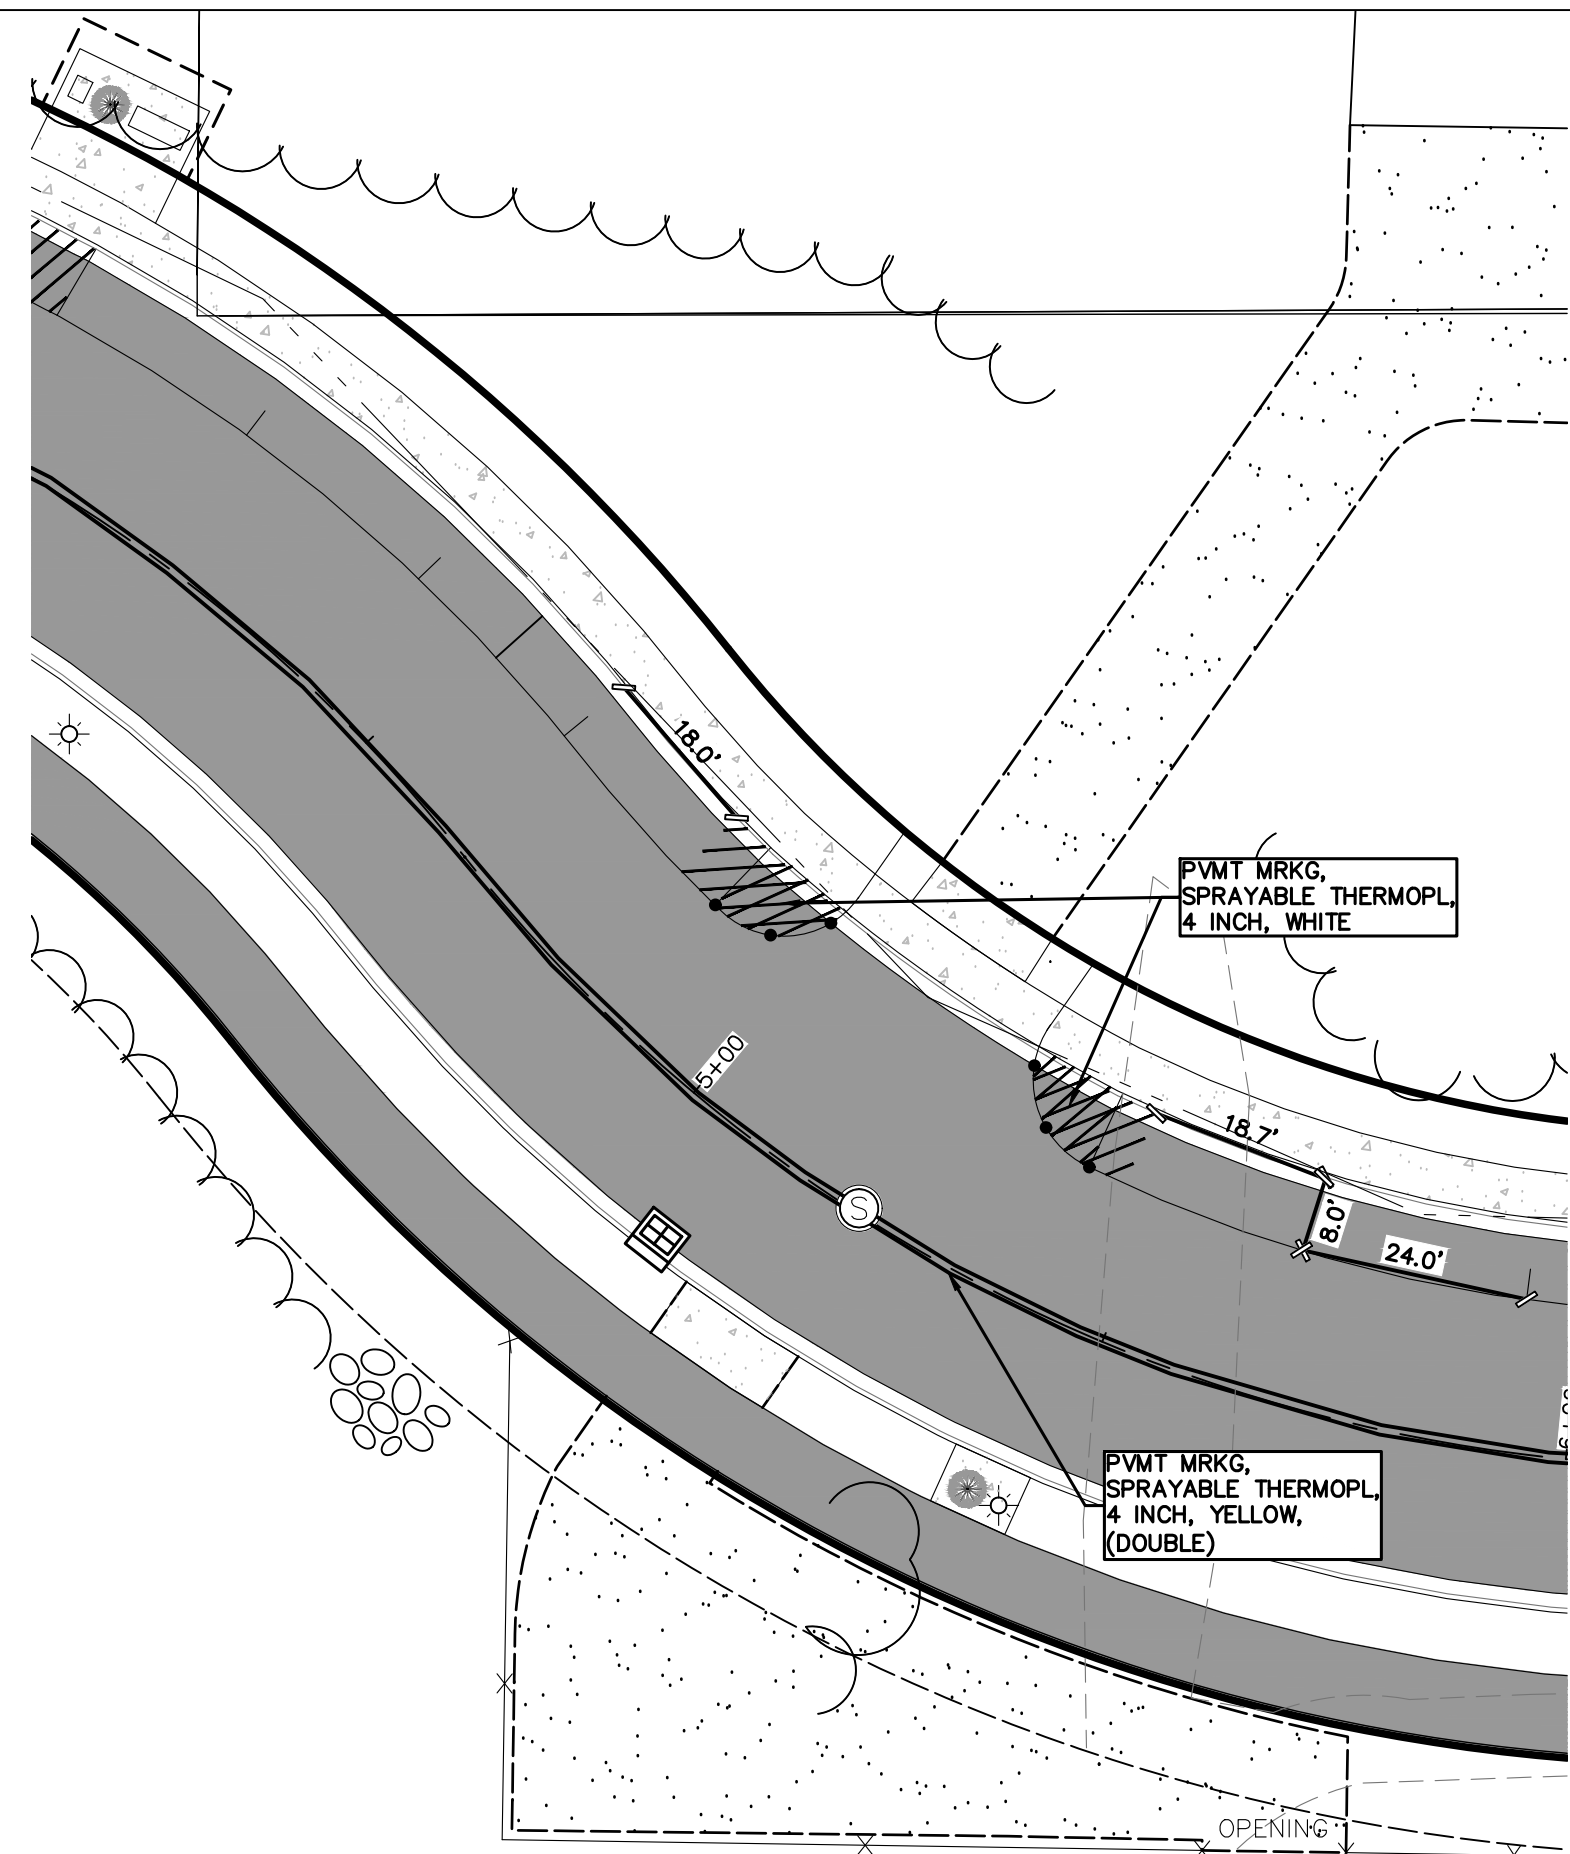 18.0'
PVMT MRKG,
SPRAYABLE THERMOPL,
4 INCH, WHITE
5+00
18.7'
S
8.0'
24.0'
PVMT MRKG,
SPRAYABLE THERMOPL,
4 INCH, YELLOW,
(DOUBLE)
OPENING